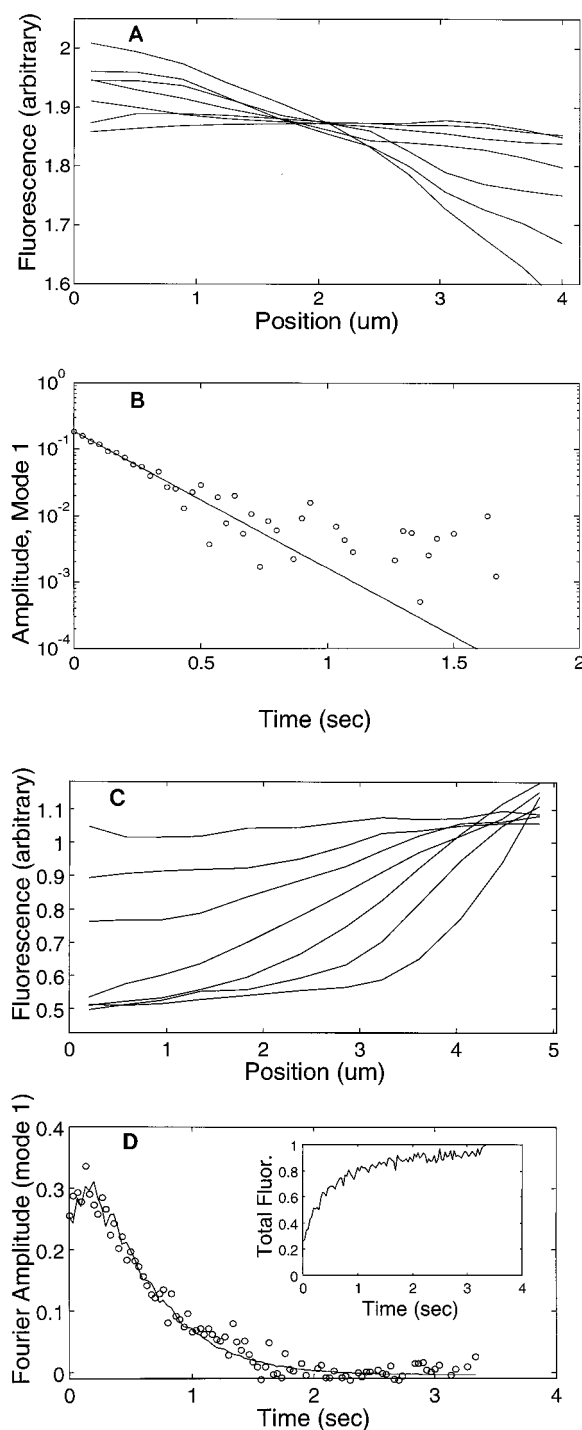 A
Fluorescence (arbitrary)
2
1.9
1.8
1.7
1.6
0 1 2 3 4
Position (um)
B
Amplitude, Mode 1
10^0
10^-1
10^-2
10^-3
10^-4
0 0.5 1 1.5 2
Time (sec)
C
Fluorescence (arbitrary)
1.1
1
0.9
0.8
0.7
0.6
0.5
0 1 2 3 4 5
Position (um)
D
Fourier Amplitude (mode 1)
0.4
0.3
0.2
0.1
0
0 1 2 3 4
Time (sec)
Total Fluor.
1
0.8
0.6
0.4
0.2
0
0 1 2 3 4
Time (sec)